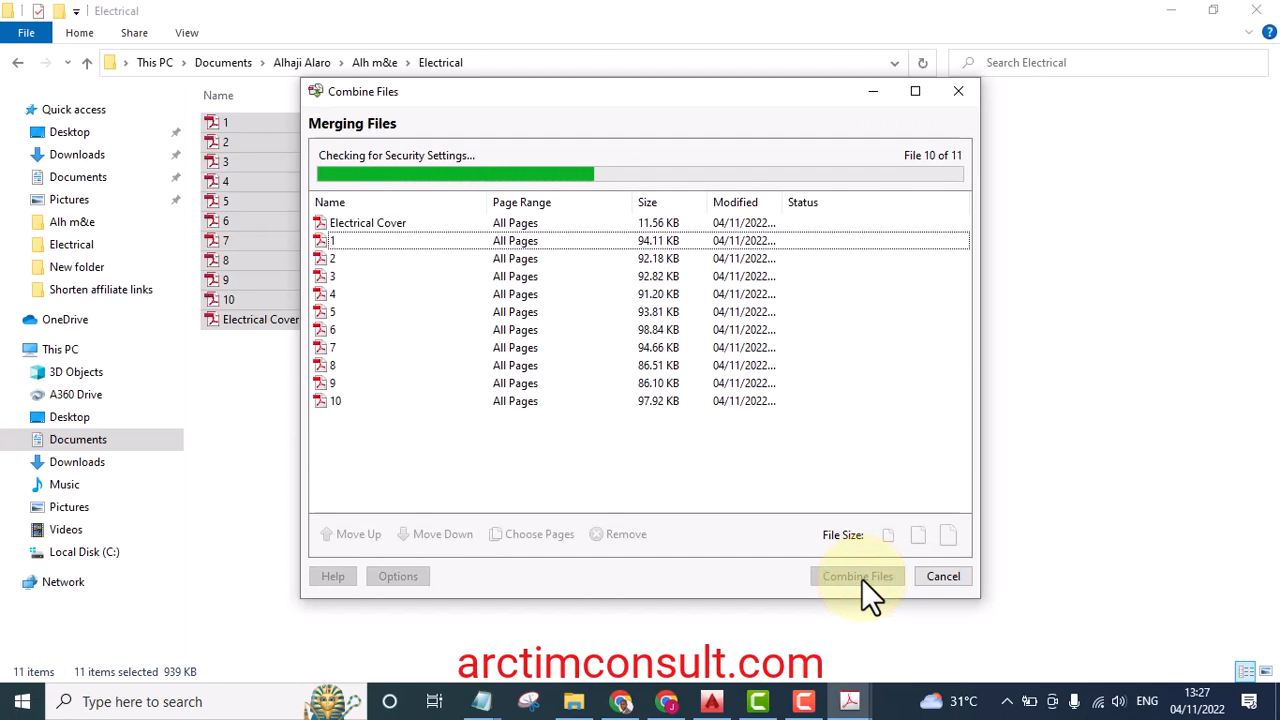 Electrical
File
Home
Share
View
This PC
Documents
Alhaji Alaro
Alh m&e
Electrical
Search Electrical
Quick access
Desktop
Downloads
Documents
Pictures
Alh m&e
Electrical
New folder
Shorten affiliate links
OneDrive
This PC
3D Objects
A360 Drive
Desktop
Documents
Downloads
Music
Pictures
Videos
Local Disk (C:)
Network
Name
1
2
3
4
5
6
7
8
9
10
Electrical Cover
Combine Files
Merging Files
Checking for Security Settings...
File 10 of 11
Name Page Range Size Modified Status
Electrical Cover All Pages 11.56 KB 04/11/2022...
1 All Pages 94.11 KB 04/11/2022...
2 All Pages 92.18 KB 04/11/2022...
3 All Pages 92.82 KB 04/11/2022...
4 All Pages 91.20 KB 04/11/2022...
5 All Pages 93.81 KB 04/11/2022...
6 All Pages 98.84 KB 04/11/2022...
7 All Pages 94.66 KB 04/11/2022...
8 All Pages 86.51 KB 04/11/2022...
9 All Pages 86.10 KB 04/11/2022...
10 All Pages 97.92 KB 04/11/2022...
Move Up Move Down Choose Pages Remove File Size:
Help Options Combine Files Cancel
arctimconsult.com
11 items 11 items selected 939 KB
Type here to search
31°C
ENG
13:27
04/11/2022